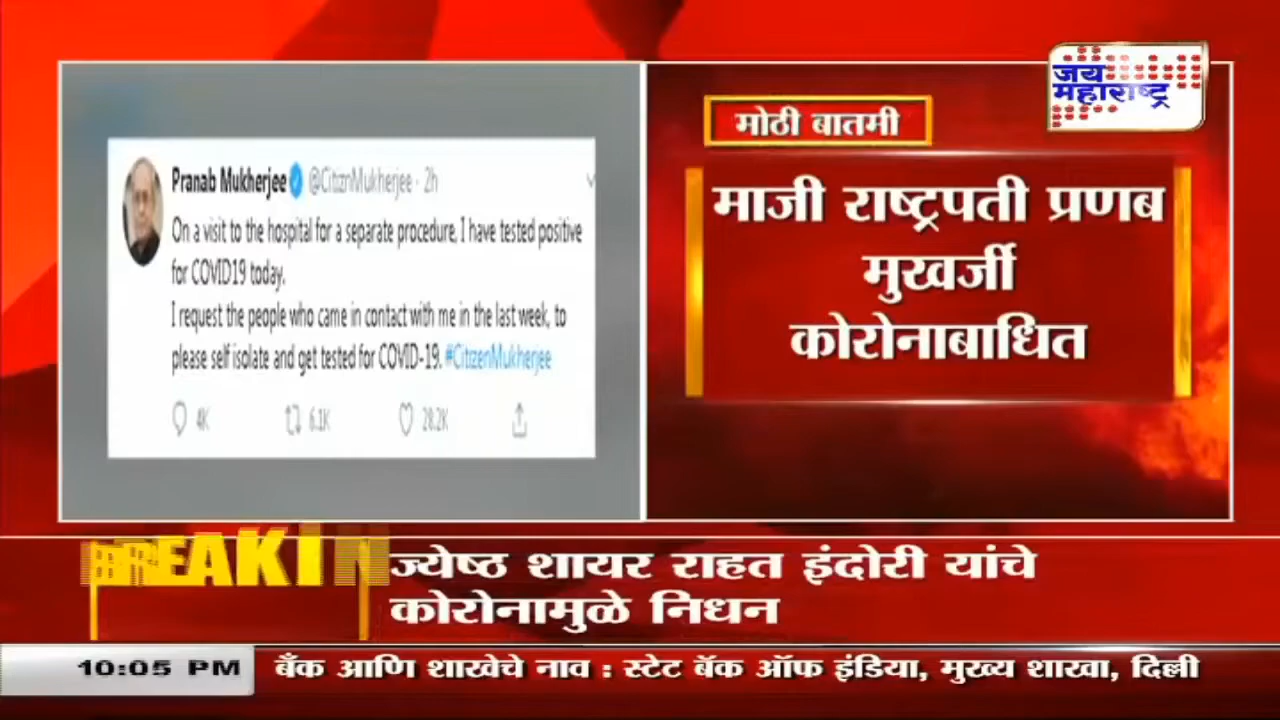 Pranab Mukherjee @CitiznMukherjee · 2h
On a visit to the hospital for a separate procedure, I have tested positive
for COVID19 today.
I request the people who came in contact with me in the last week, to
please self isolate and get tested for COVID-19. #CitizenMukherjee
4K 6.1K 28.2K
जय
महाराष्ट्र
मोठी बातमी
माजी राष्ट्रपती प्रणब
मुखर्जी
कोरोनाबाधित
BREAKIN
ज्येष्ठ शायर राहत इंदोरी यांचे
कोरोनामुळे निधन
10:05 PM
बँक आणि शाखेचे नाव : स्टेट बॅक ऑफ इंडिया, मुख्य शाखा, दिल्ली